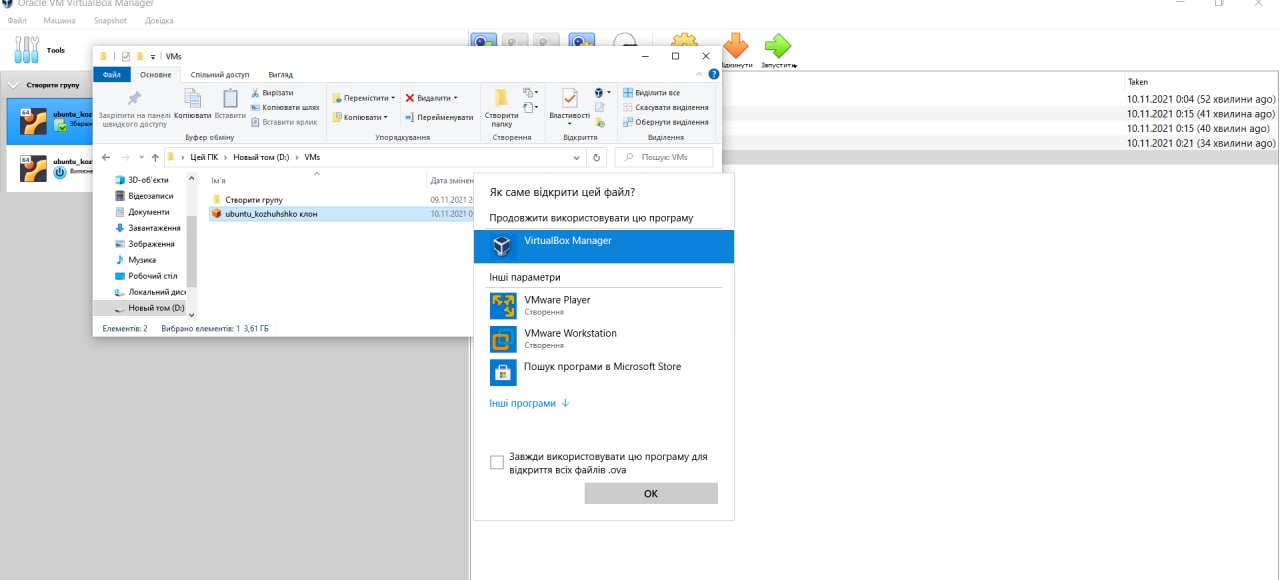 Oracle VM VirtualBox Manager
Файл Машина Snapshot Довідка
Tools
Створити групу
64
ubuntu_koz
Збереж
64
ubuntu_koz
Вимкне
ідкинути
Запустить
Taken
10.11.2021 0:04 (52 хвилини ago)
10.11.2021 0:15 (41 хвилина ago)
10.11.2021 0:15 (40 хвилин ago)
10.11.2021 0:21 (34 хвилини ago)
VMs
Файл Основне Спільний доступ Вигляд
Закріпити на панелі швидкого доступу
Копіювати
Вставити
Вирізати
Копіювати шлях
Вставити ярлик
Буфер обміну
Перемістити
Копіювати
Видалити
Перейменувати
Упорядкування
Створити папку
Створення
Властивості
Відкриття
Виділити все
Скасувати виділення
Обернути виділення
Виділення
Цей ПК › Новый том (D:) › VMs
Пошук: VMs
3D-об'єкти
Відеозаписи
Документи
Завантаження
Зображення
Музика
Робочий стіл
Локальний диск
Новый том (D:)
Ім'я
Дата змінен
Створити групу 09.11.2021 2
ubuntu_kozhuhshko клон 10.11.2021 0
Елементів: 2 Вибрано елементів: 1 3,61 ГБ
Як саме відкрити цей файл?
Продовжити використовувати цю програму
VirtualBox Manager
Інші параметри
VMware Player
Створення
VMware Workstation
Створення
Пошук програми в Microsoft Store
Інші програми
Завжди використовувати цю програму для
відкриття всіх файлів .ova
OK